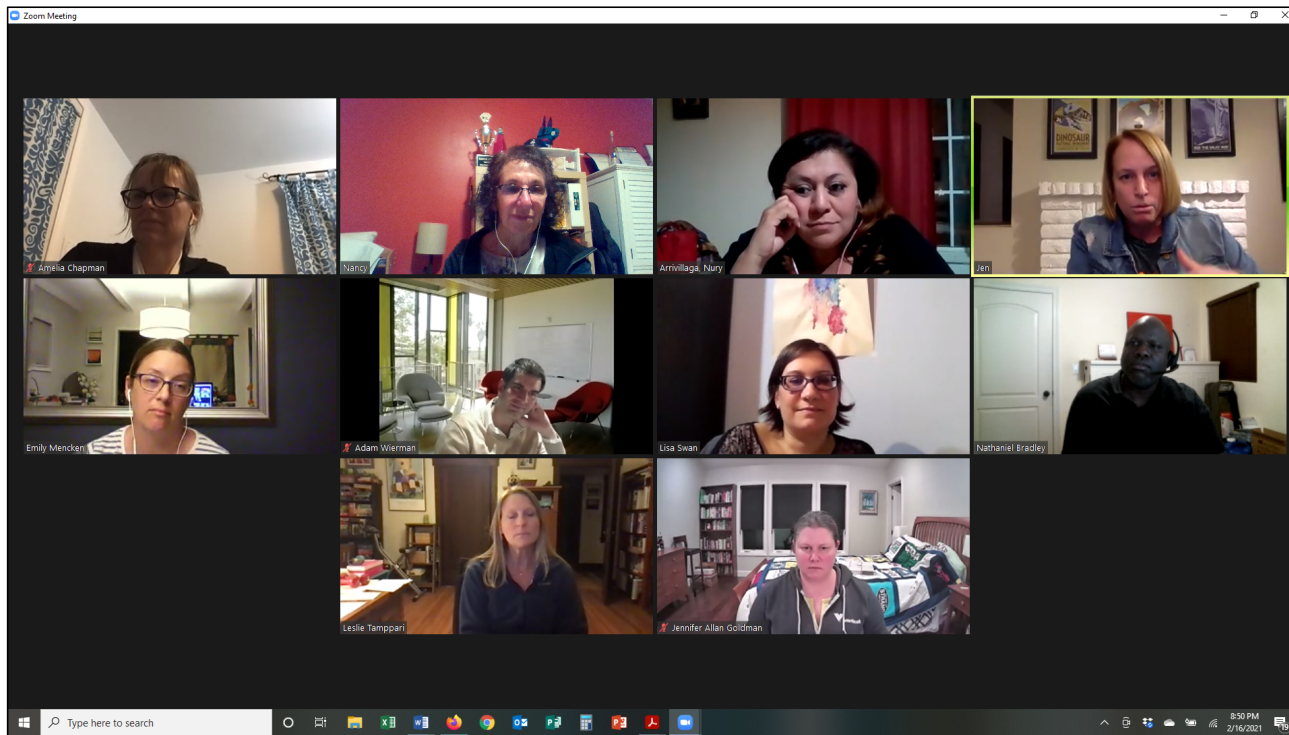 Zoom Meeting
DINOSAUR
Amelia Chapman
Nancy
Arrivillaga, Nury
Jen
Emily Mencken
Adam Wierman
Lisa Swan
Nathaniel Bradley
Leslie Tamppari
Jennifer Allan Goldman
Type here to search
8:50 PM
2/16/2021
19